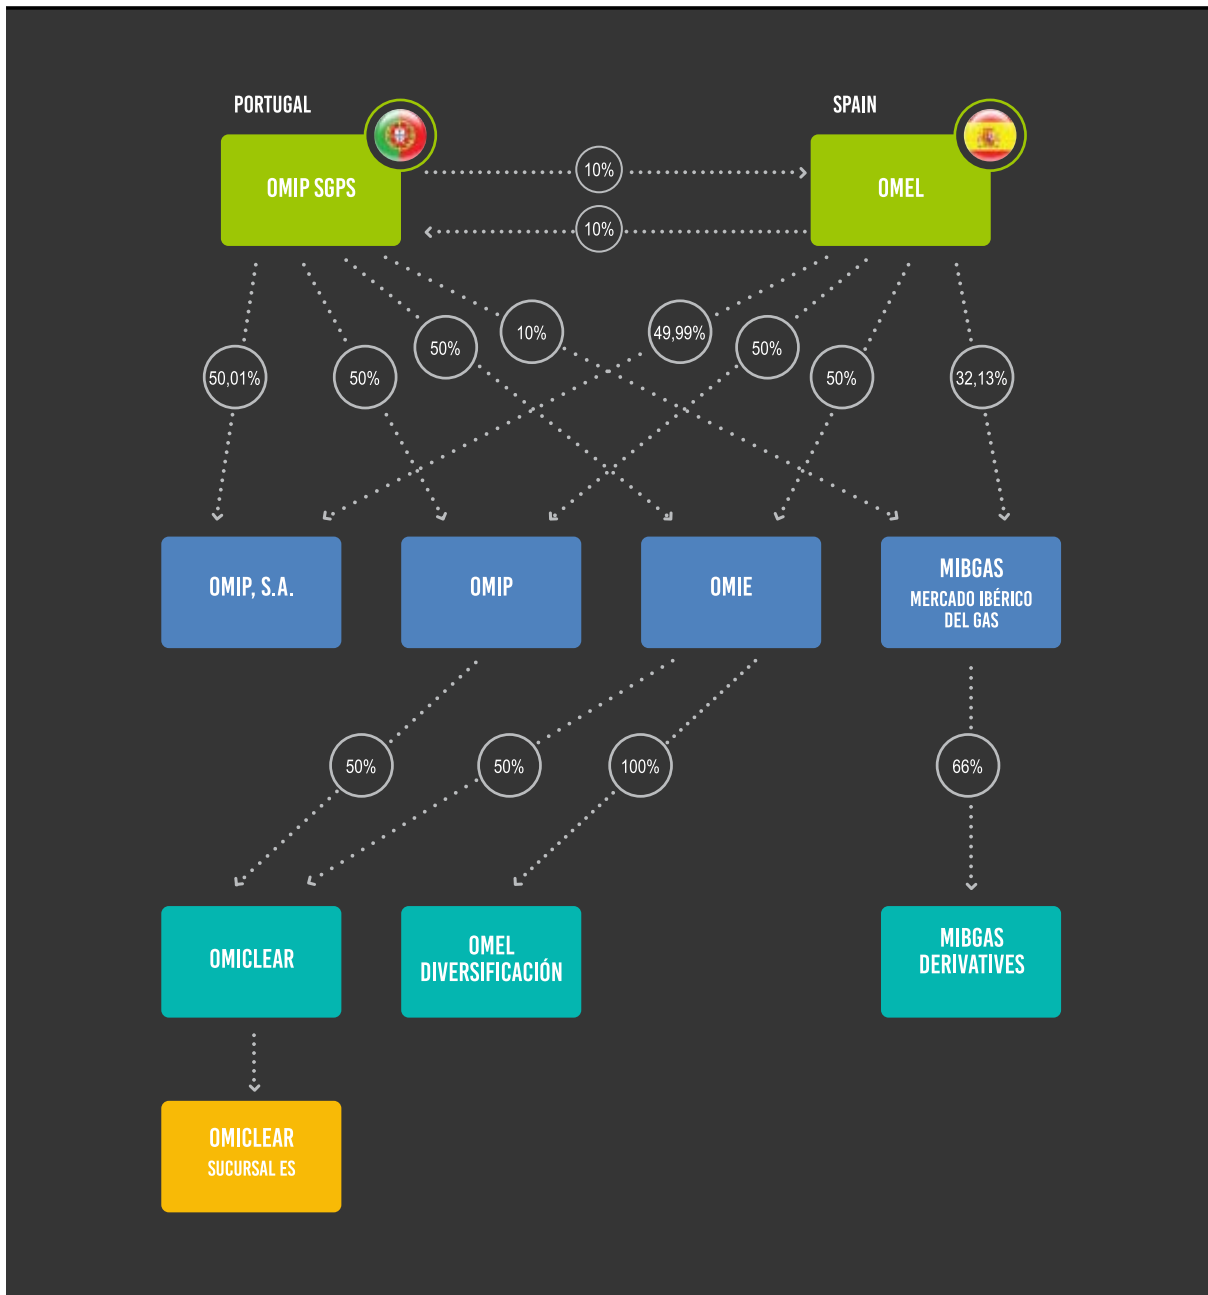 PORTUGAL
SPAIN
OMIP SGPS
OMEL
10%
10%
50,01%
50%
50%
10%
49,99%
50%
50%
32,13%
OMIP, S.A.
OMIP
OMIE
MIBGAS
MERCADO IBÉRICO
DEL GAS
50%
50%
100%
66%
OMICLEAR
OMEL
DIVERSIFICACIÓN
MIBGAS
DERIVATIVES
OMICLEAR
SUCURSAL ES